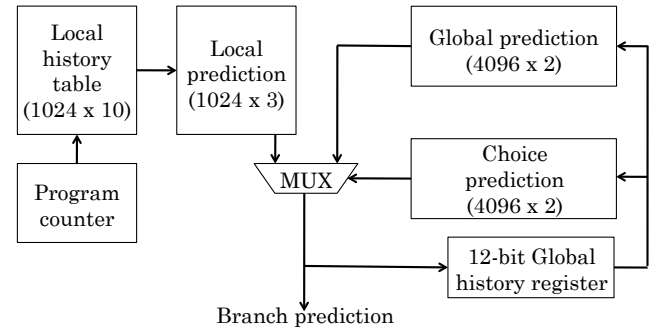 Local
history
table
(1024 x 10)
Local
prediction
(1024 x 3)
Global prediction
(4096 x 2)
Program
counter
MUX
Choice
prediction
(4096 x 2)
12-bit Global
history register
Branch prediction